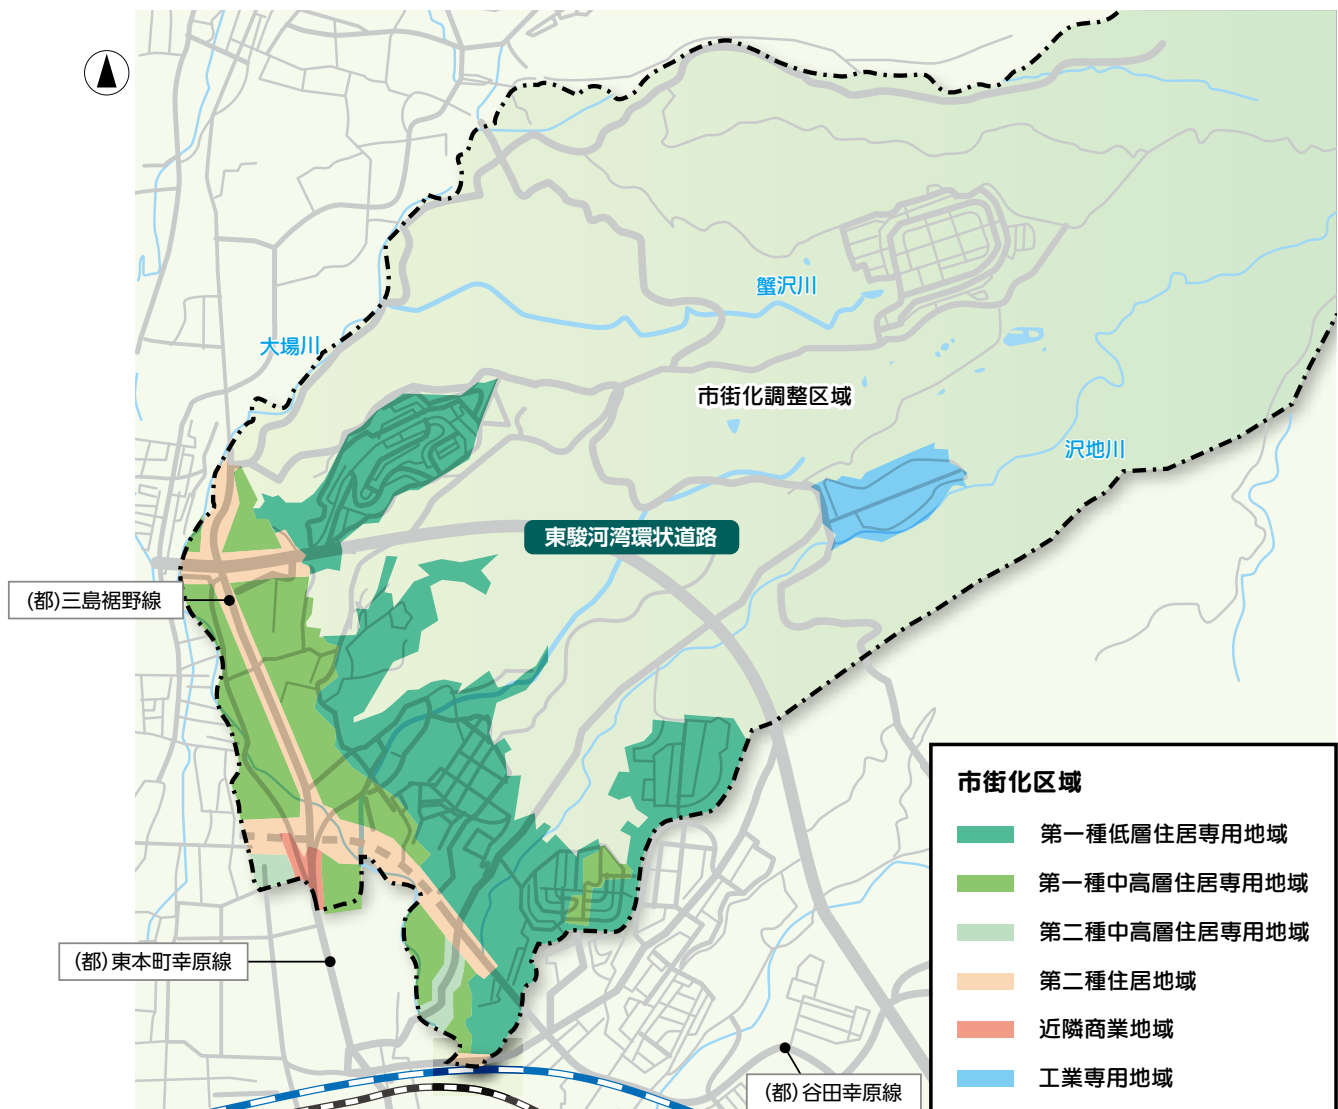 蟹沢川
大場川
市街化調整区域
沢地川
東駿河湾環状道路
(都)三島裾野線
(都)東本町幸原線
(都)谷田幸原線
市街化区域
第一種低層住居専用地域
第一種中高層住居専用地域
第二種中高層住居専用地域
第二種住居地域
近隣商業地域
工業専用地域